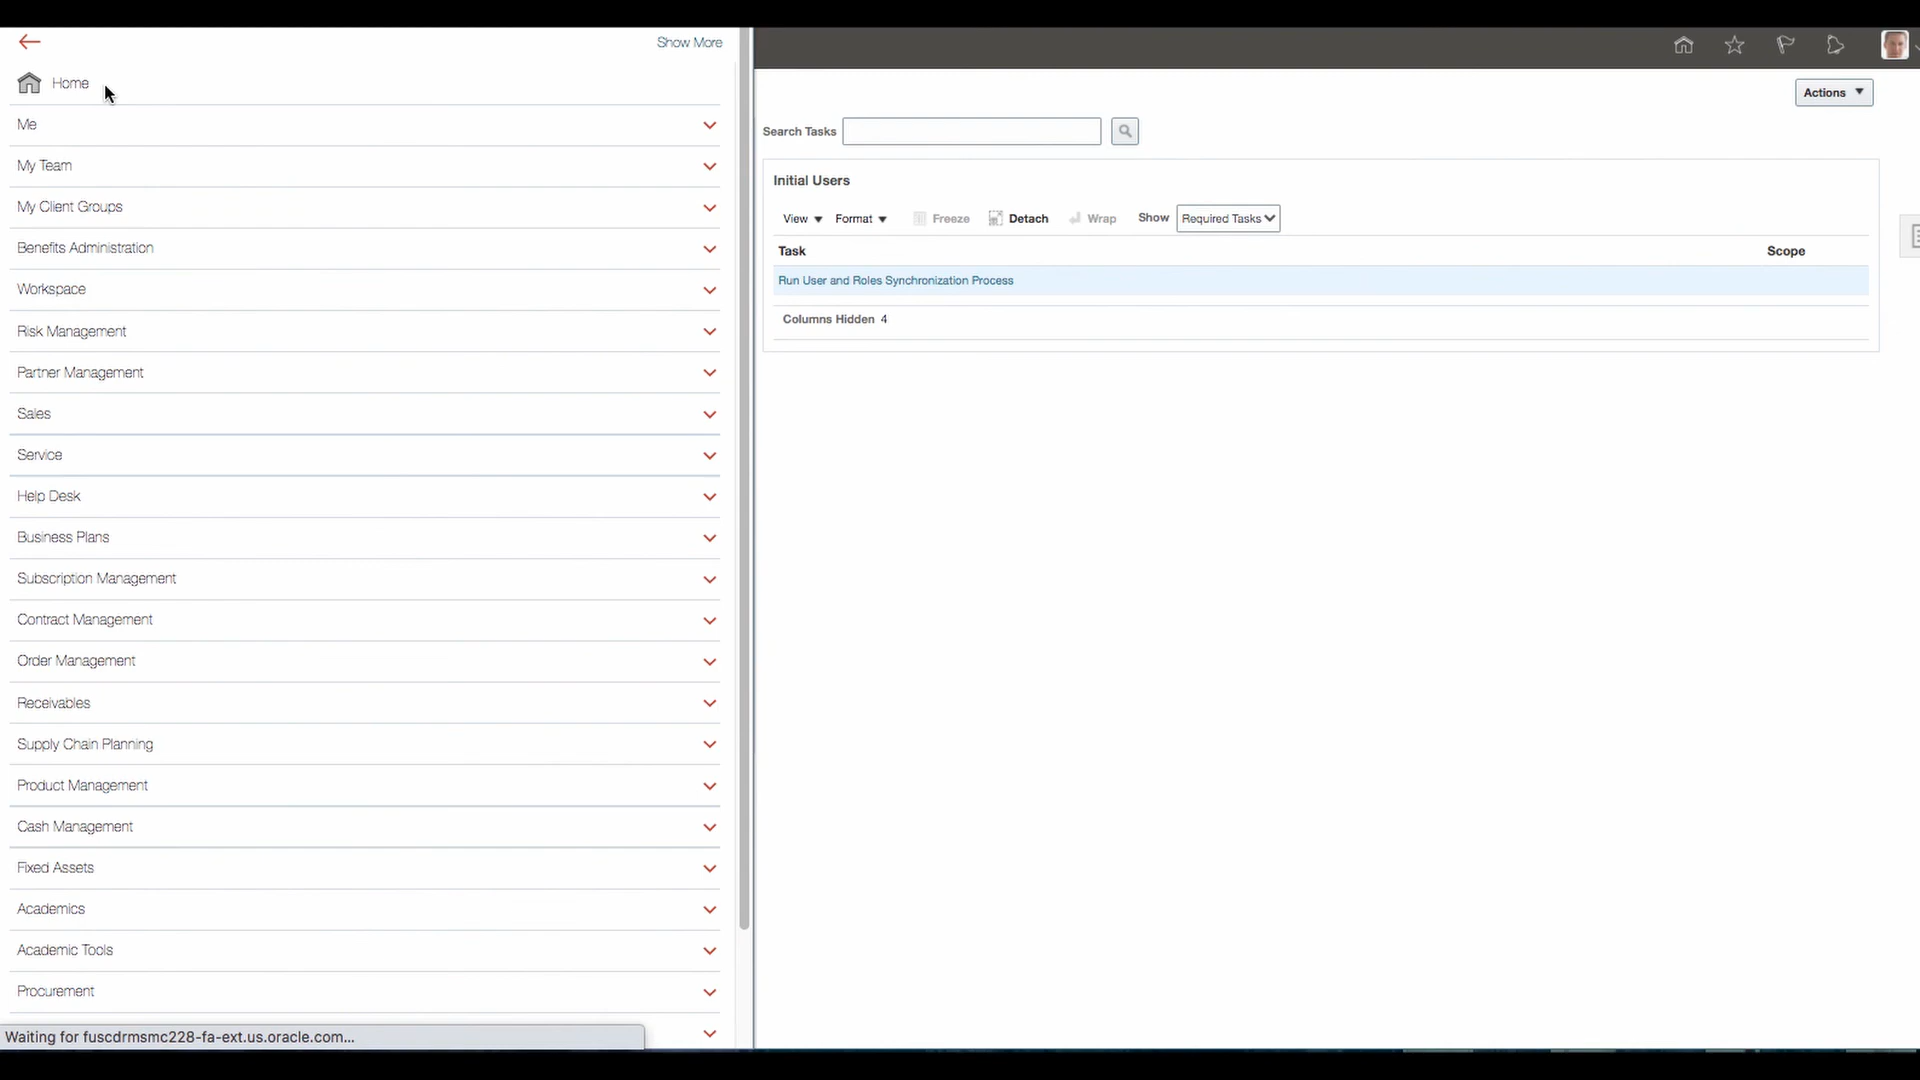 Show More
Home
Me
My Team
My Client Groups
Benefits Administration
Workspace
Risk Management
Partner Management
Sales
Service
Help Desk
Business Plans
Subscription Management
Contract Management
Order Management
Receivables
Supply Chain Planning
Product Management
Cash Management
Fixed Assets
Academics
Academic Tools
Procurement
Waiting for fuscdrmsmc228-fa-ext.us.oracle.com...
Actions
Search Tasks
Initial Users
View Format Freeze Detach Wrap Show Required Tasks
Task Scope
Run User and Roles Synchronization Process
Columns Hidden 4